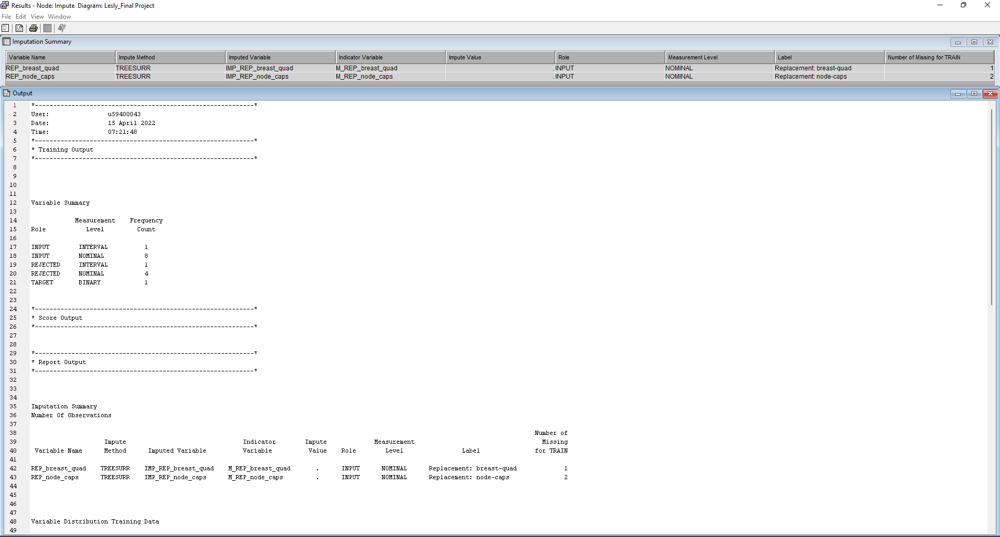 Results - Node: Impute  Diagram: Lesly_Final Project
File Edit View Window
Imputation Summary
Variable Name Impute Method Imputed Variable Indicator Variable Impute Value Role Measurement Level Label Number of Missing for TRAIN
REP_breast_quad TREESURR IMP_REP_breast_quad M_REP_breast_quad . INPUT NOMINAL Replacement: breast-quad 1
REP_node_caps TREESURR IMP_REP_node_caps M_REP_node_caps . INPUT NOMINAL Replacement: node-caps 2
Output
1 *------------------------------------------------------------*
2 User: u59400043
3 Date: 15 April 2022
4 Time: 07:21:48
5 *------------------------------------------------------------*
6 * Training Output
7 *------------------------------------------------------------*
8
9
10
11
12 Variable Summary
13
14 Measurement Frequency
15 Role Level Count
16
17 INPUT INTERVAL 1
18 INPUT NOMINAL 8
19 REJECTED INTERVAL 1
20 REJECTED NOMINAL 4
21 TARGET BINARY 1
22
23
24 *------------------------------------------------------------*
25 * Score Output
26 *------------------------------------------------------------*
27
28
29 *------------------------------------------------------------*
30 * Report Output
31 *------------------------------------------------------------*
32
33
34
35 Imputation Summary
36 Number Of Observations
37
38 Number of
39 Impute Indicator Impute Measurement Missing
40 Variable Name Method Imputed Variable Variable Value Role Level Label for TRAIN
41
42 REP_breast_quad TREESURR IMP_REP_breast_quad M_REP_breast_quad . INPUT NOMINAL Replacement: breast-quad 1
43 REP_node_caps TREESURR IMP_REP_node_caps M_REP_node_caps . INPUT NOMINAL Replacement: node-caps 2
44
45
46
47
48 Variable Distribution Training Data
49